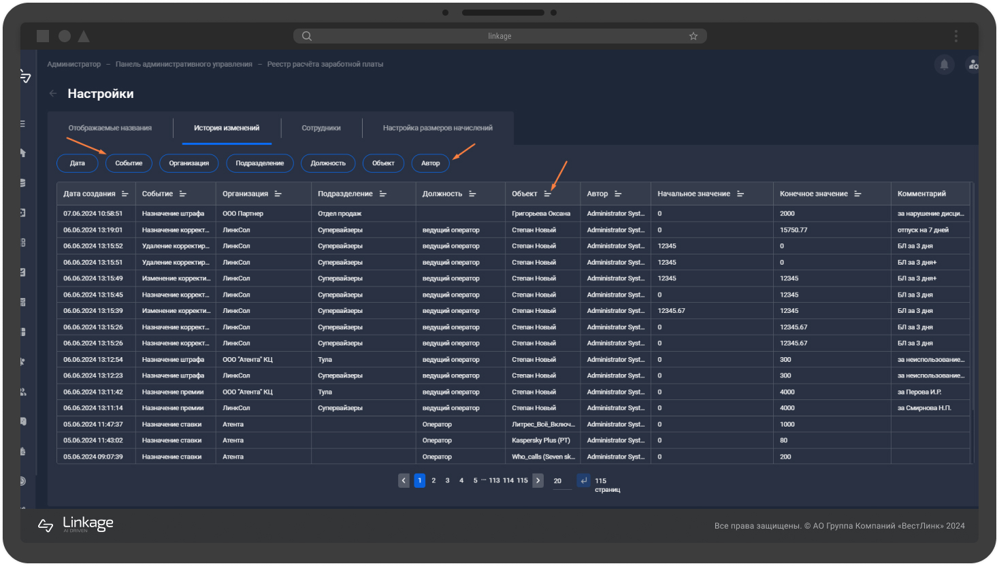 linkage
Администратор – Панель административного управления – Реестр расчёта заработной платы
Настройки
Отображаемые названия История изменений Сотрудники Настройка размеров начислений
Дата Событие Организация Подразделение Должность Объект Автор
Дата создания Событие Организация Подразделение Должность Объект Автор Начальное значение Конечное значение Комментарий
07.06.2024 10:58:51 Назначение штрафа ООО Партнер Отдел продаж Григорьева Оксана Administrator Syst... 0 2000 за нарушение дисци...
06.06.2024 13:19:01 Назначение коррект... ЛинкСол Супервайзеры ведущий оператор Степан Новый Administrator Syst... 0 15750.77 отпуск на 7 дней
06.06.2024 13:15:52 Удаление корректир... ЛинкСол Супервайзеры ведущий оператор Степан Новый Administrator Syst... 12345 0 БЛ за 3 дня
06.06.2024 13:15:51 Удаление корректир... ЛинкСол Супервайзеры ведущий оператор Степан Новый Administrator Syst... 12345 0 БЛ за 3 дня+
06.06.2024 13:15:49 Изменение корректи... ЛинкСол Супервайзеры ведущий оператор Степан Новый Administrator Syst... 12345 12345 БЛ за 3 дня+
06.06.2024 13:15:45 Назначение коррект... ЛинкСол Супервайзеры ведущий оператор Степан Новый Administrator Syst... 0 12345 БЛ за 3 дня
06.06.2024 13:15:39 Изменение корректи... ЛинкСол Супервайзеры ведущий оператор Степан Новый Administrator Syst... 12345.67 12345 БЛ за 3 дня
06.06.2024 13:15:26 Назначение коррект... ЛинкСол Супервайзеры ведущий оператор Степан Новый Administrator Syst... 0 12345.67 БЛ за 3 дня
06.06.2024 13:15:26 Назначение коррект... ЛинкСол Супервайзеры ведущий оператор Степан Новый Administrator Syst... 0 12345.67 БЛ за 3 дня
06.06.2024 13:12:54 Назначение штрафа ООО "Атента" КЦ Тула ведущий оператор Степан Новый Administrator Syst... 0 300 за неиспользование...
06.06.2024 13:12:23 Назначение штрафа ЛинкСол Супервайзеры ведущий оператор Степан Новый Administrator Syst... 0 300 за неиспользование...
06.06.2024 13:11:42 Назначение премии ООО "Атента" КЦ Тула ведущий оператор Степан Новый Administrator Syst... 0 4000 за Перова И.Р.
06.06.2024 13:11:14 Назначение премии ЛинкСол Супервайзеры ведущий оператор Степан Новый Administrator Syst... 0 4000 за Смирнова Н.П.
05.06.2024 11:47:37 Назначение ставки Атента Оператор Литрес_Всё_Включ... Administrator Syst... 0 1000
05.06.2024 11:43:02 Назначение ставки Атента Оператор Kaspersky Plus (РТ) Administrator Syst... 0 80
05.06.2024 09:07:39 Назначение ставки Атента Оператор Who_calls (Seven sk... Administrator Syst... 0 200
1 2 3 4 5 ... 113 114 115 20 115 страниц
Linkage
AI DRIVEN
Все права защищены. © АО Группа Компаний «ВестЛинк» 2024